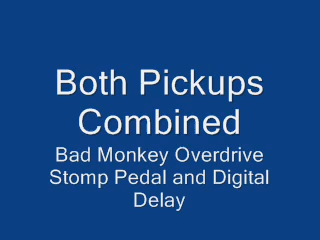 Both Pickups
Combined
Bad Monkey Overdrive
Stomp Pedal and Digital
Delay